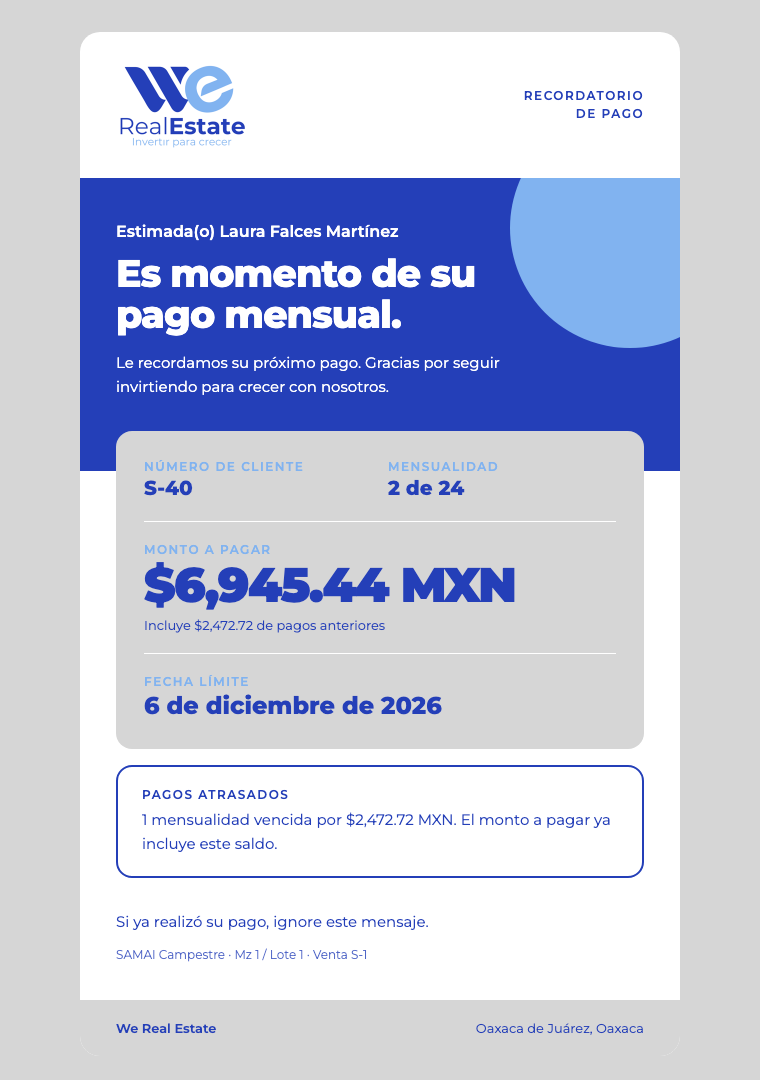 We
RealEstate
Invertir para crecer
RECORDATORIO
DE PAGO
Estimada(o) Laura Falces Martínez
Es momento de su
pago mensual.
Le recordamos su próximo pago. Gracias por seguir
invirtiendo para crecer con nosotros.
NÚMERO DE CLIENTE
S-40
MENSUALIDAD
2 de 24
MONTO A PAGAR
$6,945.44 MXN
Incluye $2,472.72 de pagos anteriores
FECHA LÍMITE
6 de diciembre de 2026
PAGOS ATRASADOS
1 mensualidad vencida por $2,472.72 MXN. El monto a pagar ya
incluye este saldo.
Si ya realizó su pago, ignore este mensaje.
SAMAI Campestre · Mz 1 / Lote 1 · Venta S-1
We Real Estate
Oaxaca de Juárez, Oaxaca